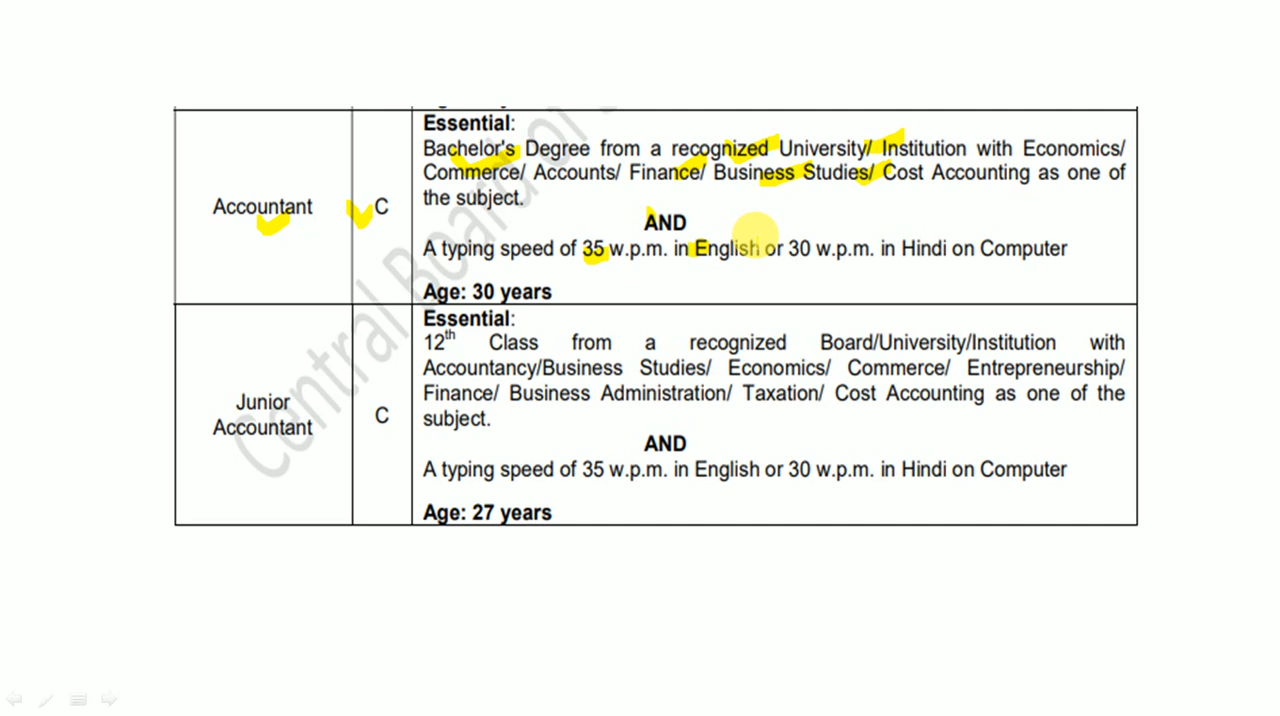 Essential:
Bachelor's Degree from a recognized University/ Institution with Economics/
Commerce/ Accounts/ Finance/ Business Studies/ Cost Accounting as one of
the subject.
Accountant
C
AND
A typing speed of 35 w.p.m. in English or 30 w.p.m. in Hindi on Computer
Age: 30 years
Essential:
12th Class from a recognized Board/University/Institution with
Accountancy/Business Studies/ Economics/ Commerce/ Entrepreneurship/
Finance/ Business Administration/ Taxation/ Cost Accounting as one of the
subject.
Junior
Accountant
C
AND
A typing speed of 35 w.p.m. in English or 30 w.p.m. in Hindi on Computer
Age: 27 years
Central Board of